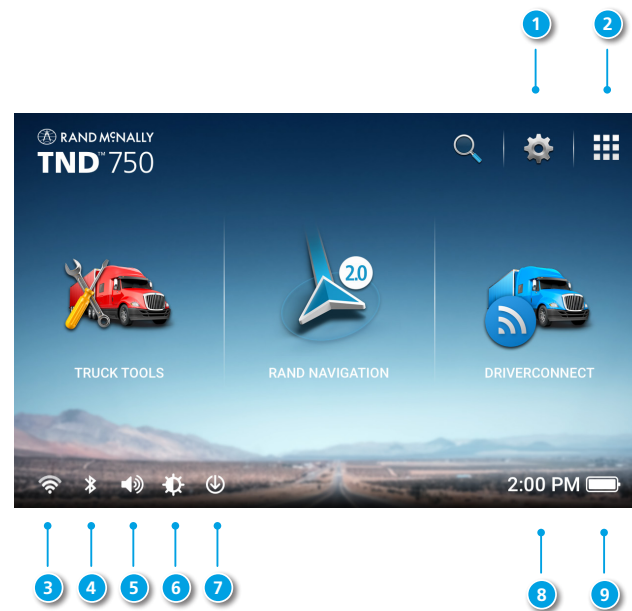 1 2
RAND MCNALLY
TND™ 750
2.0
TRUCK TOOLS RAND NAVIGATION DRIVERCONNECT
2:00 PM
3 4 5 6 7 8 9